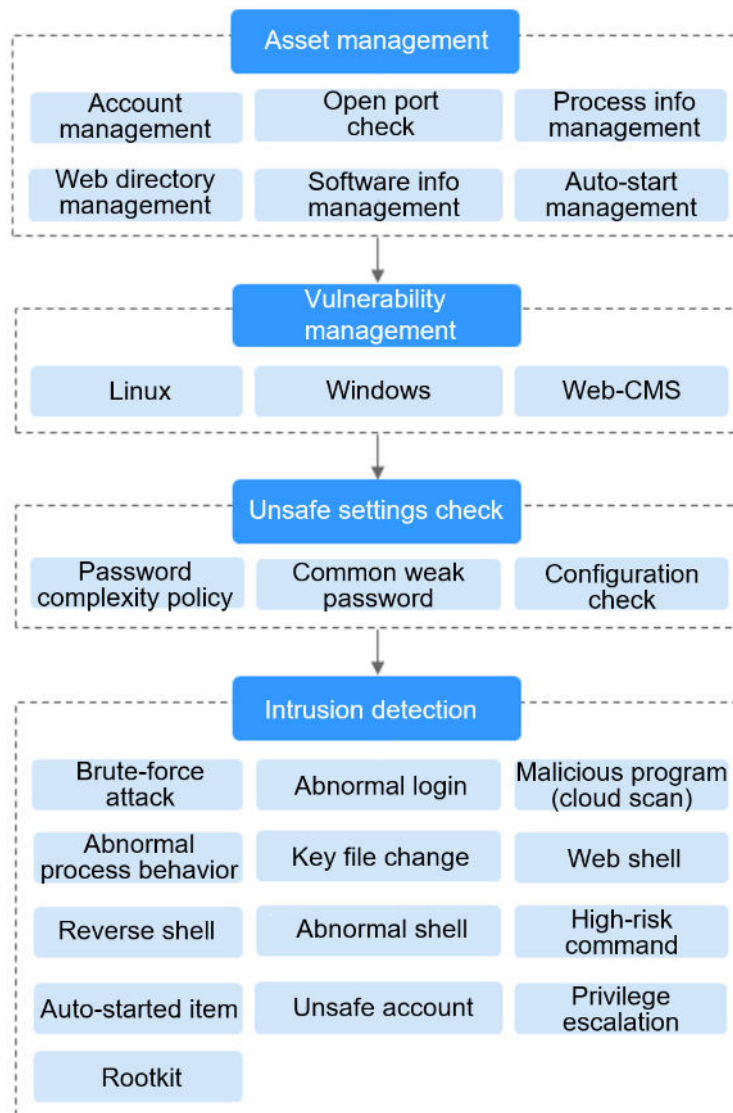 Asset management
Account
management
Open port
check
Process info
management
Web directory
management
Software info
management
Auto-start
management
Vulnerability
management
Linux
Windows
Web-CMS
Unsafe settings check
Password
complexity policy
Common weak
password
Configuration
check
Intrusion detection
Brute-force
attack
Abnormal login
Malicious program
(cloud scan)
Abnormal
process behavior
Key file change
Web shell
Reverse shell
Abnormal shell
High-risk
command
Auto-started item
Unsafe account
Privilege
escalation
Rootkit